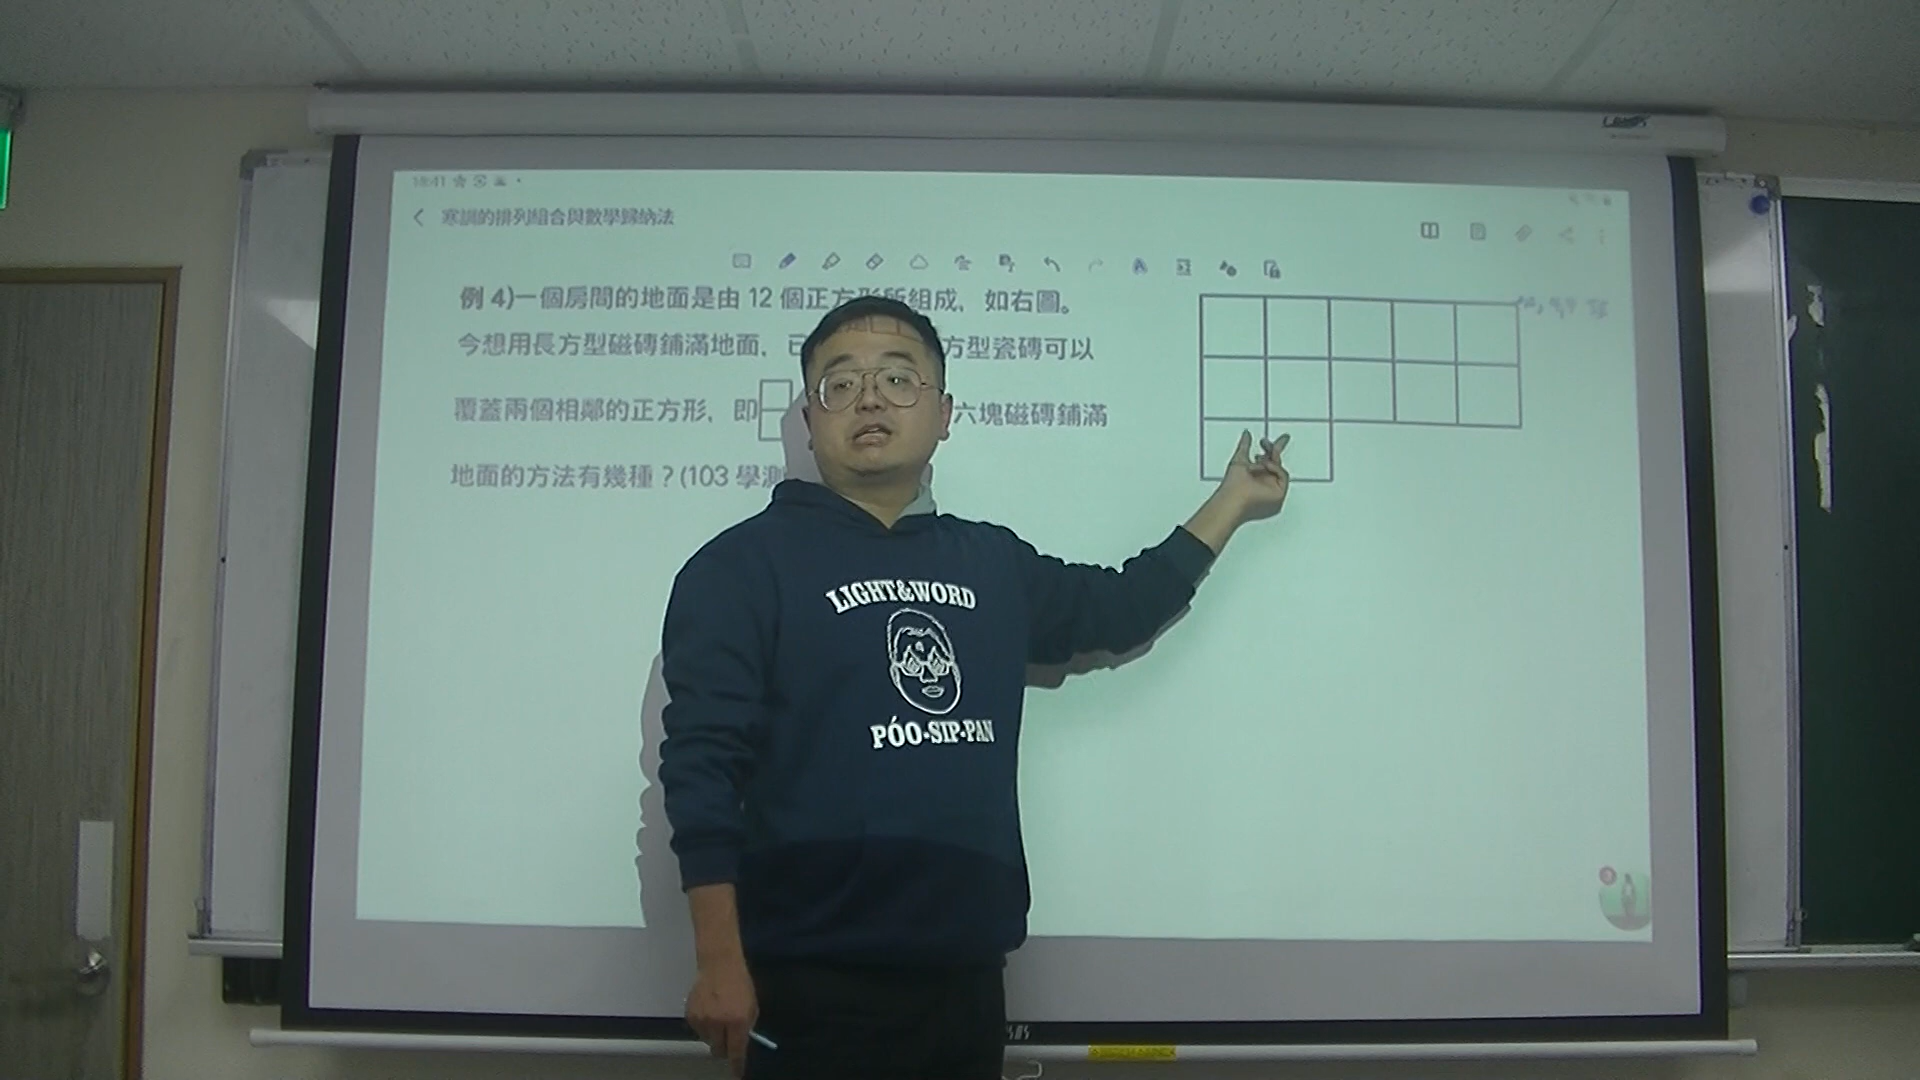 18:41
寒訓的排列組合與數學歸納法
例 4)一個房間的地面是由 12 個正方形所組成，如右圖。
今想用長方型磁磚鋪滿地面，已 方型瓷磚可以
覆蓋兩個相鄰的正方形，即 六塊磁磚鋪滿
地面的方法有幾種？(103 學測
LIGHT&WORD
PÓO-SIP-PAN